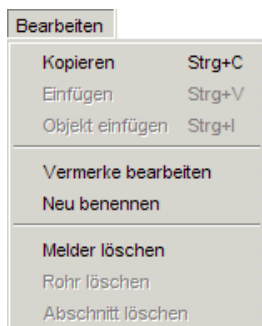 Bearbeiten
Kopieren Strg+C
Einfügen Strg+V
Objekt einfügen Strg+I
Vermerke bearbeiten
Neu benennen
Melder löschen
Rohr löschen
Abschnitt löschen